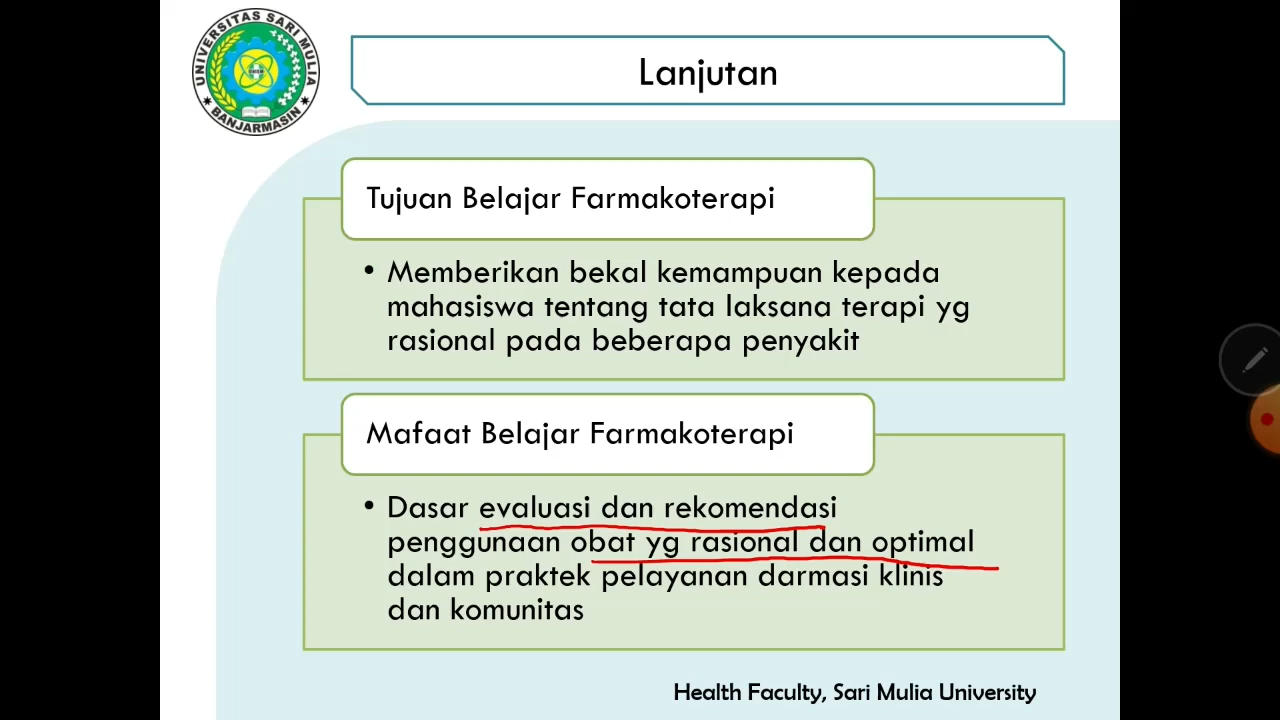 UNIVERSITAS SARI MULIA
BANJARMASIN
Lanjutan
Tujuan Belajar Farmakoterapi
• Memberikan bekal kemampuan kepada
mahasiswa tentang tata laksana terapi yg
rasional pada beberapa penyakit
Mafaat Belajar Farmakoterapi
• Dasar evaluasi dan rekomendasi
penggunaan obat yg rasional dan optimal
dalam praktek pelayanan darmasi klinis
dan komunitas
Health Faculty, Sari Mulia University